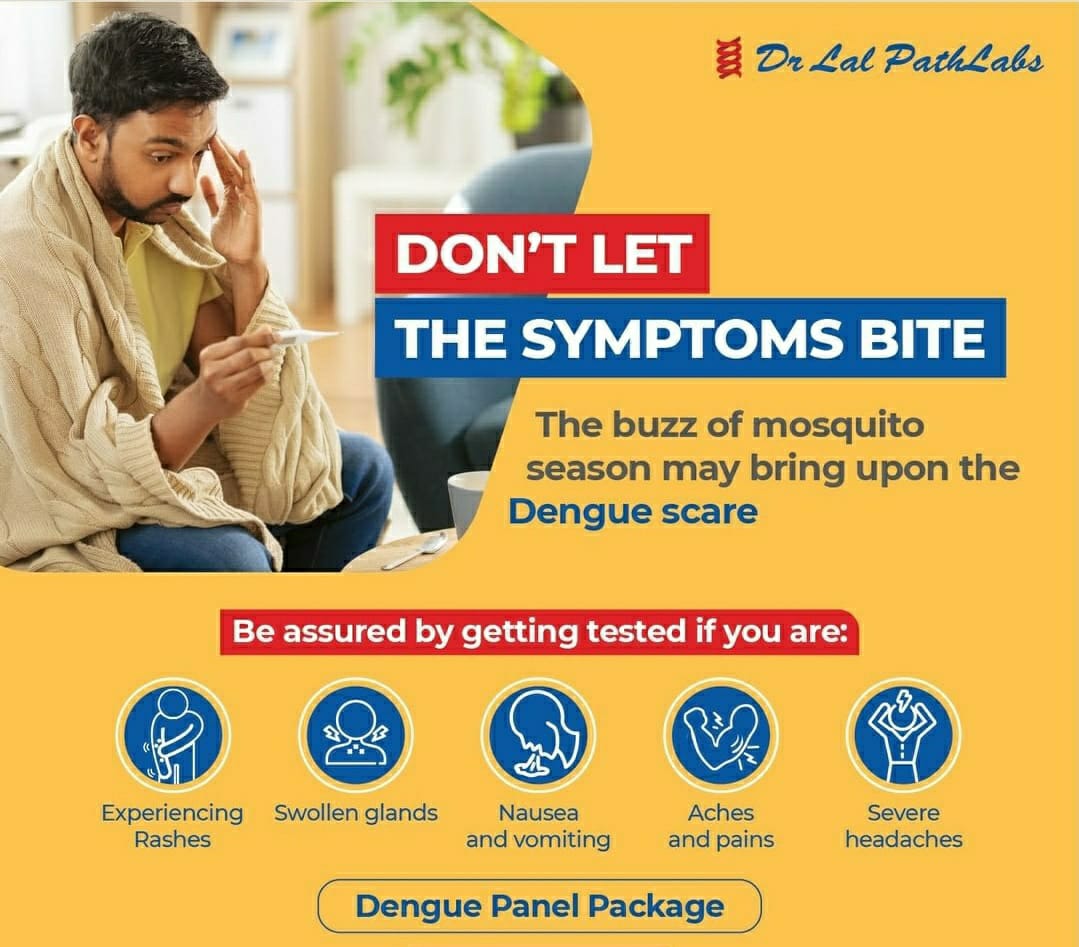 Dr Lal PathLabs
DON'T LET
THE SYMPTOMS BITE
The buzz of mosquito
season may bring upon the
Dengue scare
Be assured by getting tested if you are:
Experiencing
Rashes
Swollen glands
Nausea
and vomiting
Aches
and pains
Severe
headaches
Dengue Panel Package